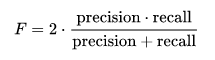 F = 2 · precision · recall / precision + recall